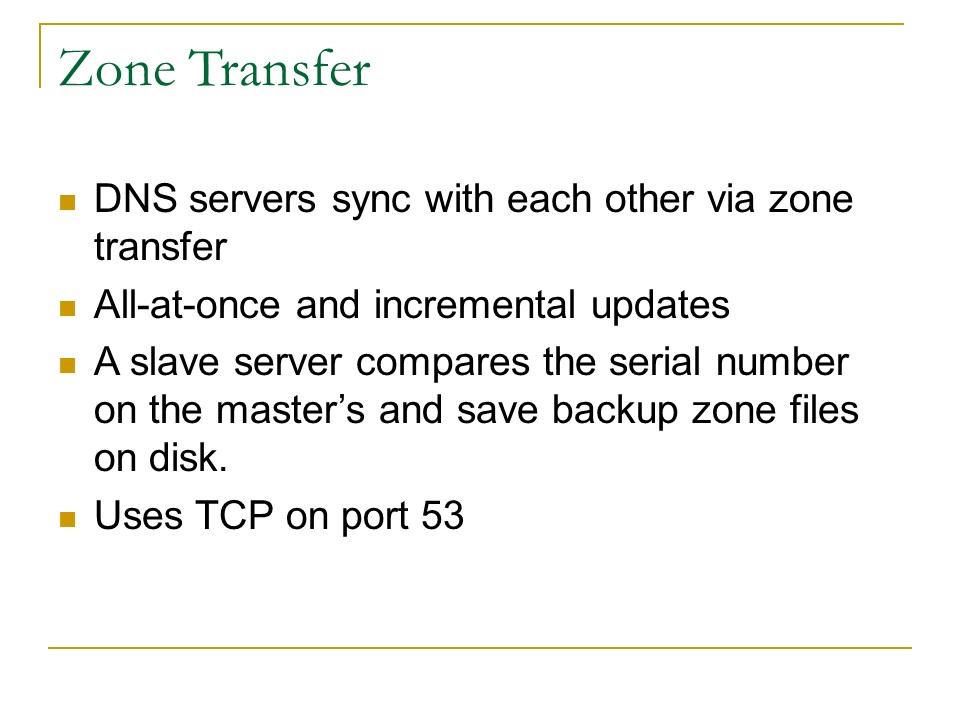 Zone Transfer
DNS servers sync with each other via zone
transfer
All-at-once and incremental updates
A slave server compares the serial number
on the master’s and save backup zone files
on disk.
Uses TCP on port 53